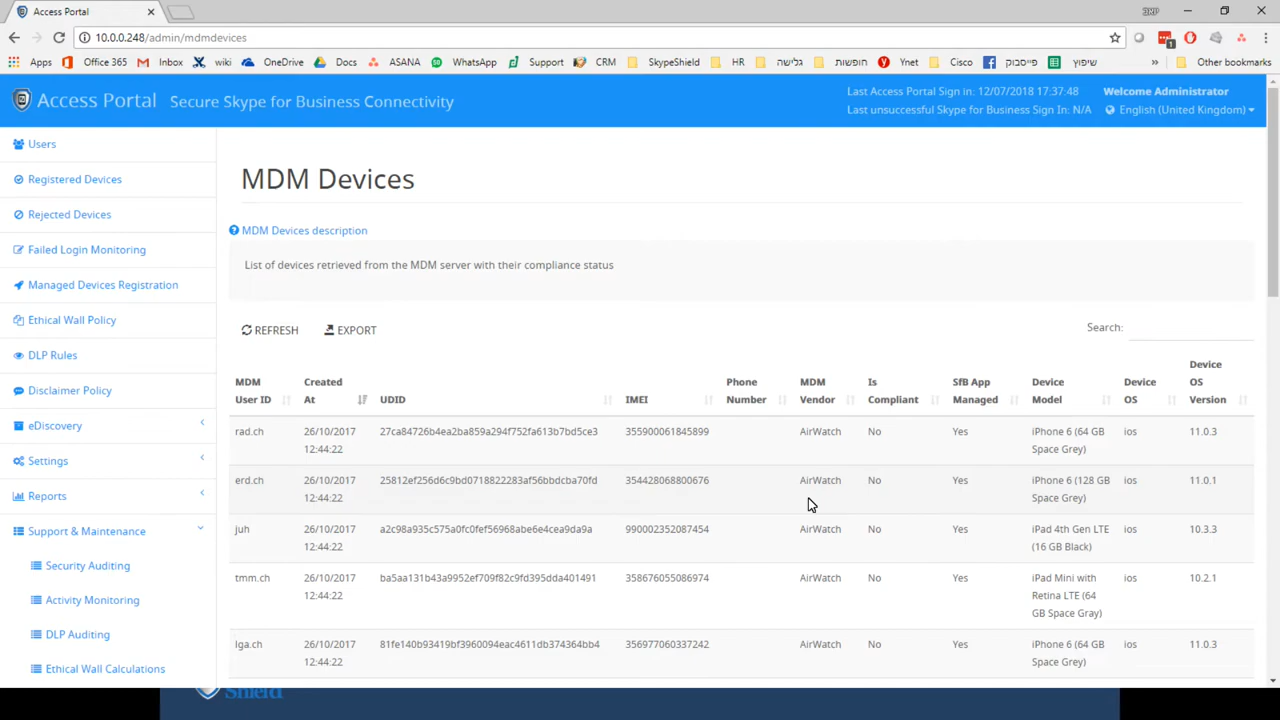 Access Portal
BKP
10.0.0.248/admin/mdmdevices
1
Apps Office 365 Inbox wiki OneDrive Docs ASANA WhatsApp Support CRM SkypeShield HR גלישה חופשות Ynet Cisco פייסבוק שיפוץ » Other bookmarks
Access Portal Secure Skype for Business Connectivity
Last Access Portal Sign in: 12/07/2018 17:37:48 Welcome Administrator
Last unsuccessful Skype for Business Sign In: N/A English (United Kingdom)
Users
Registered Devices
Rejected Devices
Failed Login Monitoring
Managed Devices Registration
Ethical Wall Policy
DLP Rules
Disclaimer Policy
eDiscovery
Settings
Reports
Support & Maintenance
Security Auditing
Activity Monitoring
DLP Auditing
Ethical Wall Calculations
MDM Devices
MDM Devices description
List of devices retrieved from the MDM server with their compliance status
REFRESH EXPORT Search:
MDM User ID Created At UDID IMEI Phone Number MDM Vendor Is Compliant SfB App Managed Device Model Device OS Device OS Version
rad.ch 26/10/2017 12:44:22 27ca84726b4ea2ba859a294f752fa613b7bd5ce3 355900061845899 AirWatch No Yes iPhone 6 (64 GB Space Grey) ios 11.0.3
erd.ch 26/10/2017 12:44:22 25812ef256d6c9bd0718822283af56bbdcba70fd 354428068800676 AirWatch No Yes iPhone 6 (128 GB Space Grey) ios 11.0.1
juh 26/10/2017 12:44:22 a2c98a935c575a0fc0fef56968abe6e4cea9da9a 990002352087454 AirWatch No Yes iPad 4th Gen LTE (16 GB Black) ios 10.3.3
tmm.ch 26/10/2017 12:44:22 ba5aa131b43a9952ef709f82c9fd395dda401491 358676055086974 AirWatch No Yes iPad Mini with Retina LTE (64 GB Space Gray) ios 10.2.1
lga.ch 26/10/2017 12:44:22 81fe140b93419bf3960094eac4611db374364bb4 356977060337242 AirWatch No Yes iPhone 6 (64 GB Space Grey) ios 11.0.3
Shield